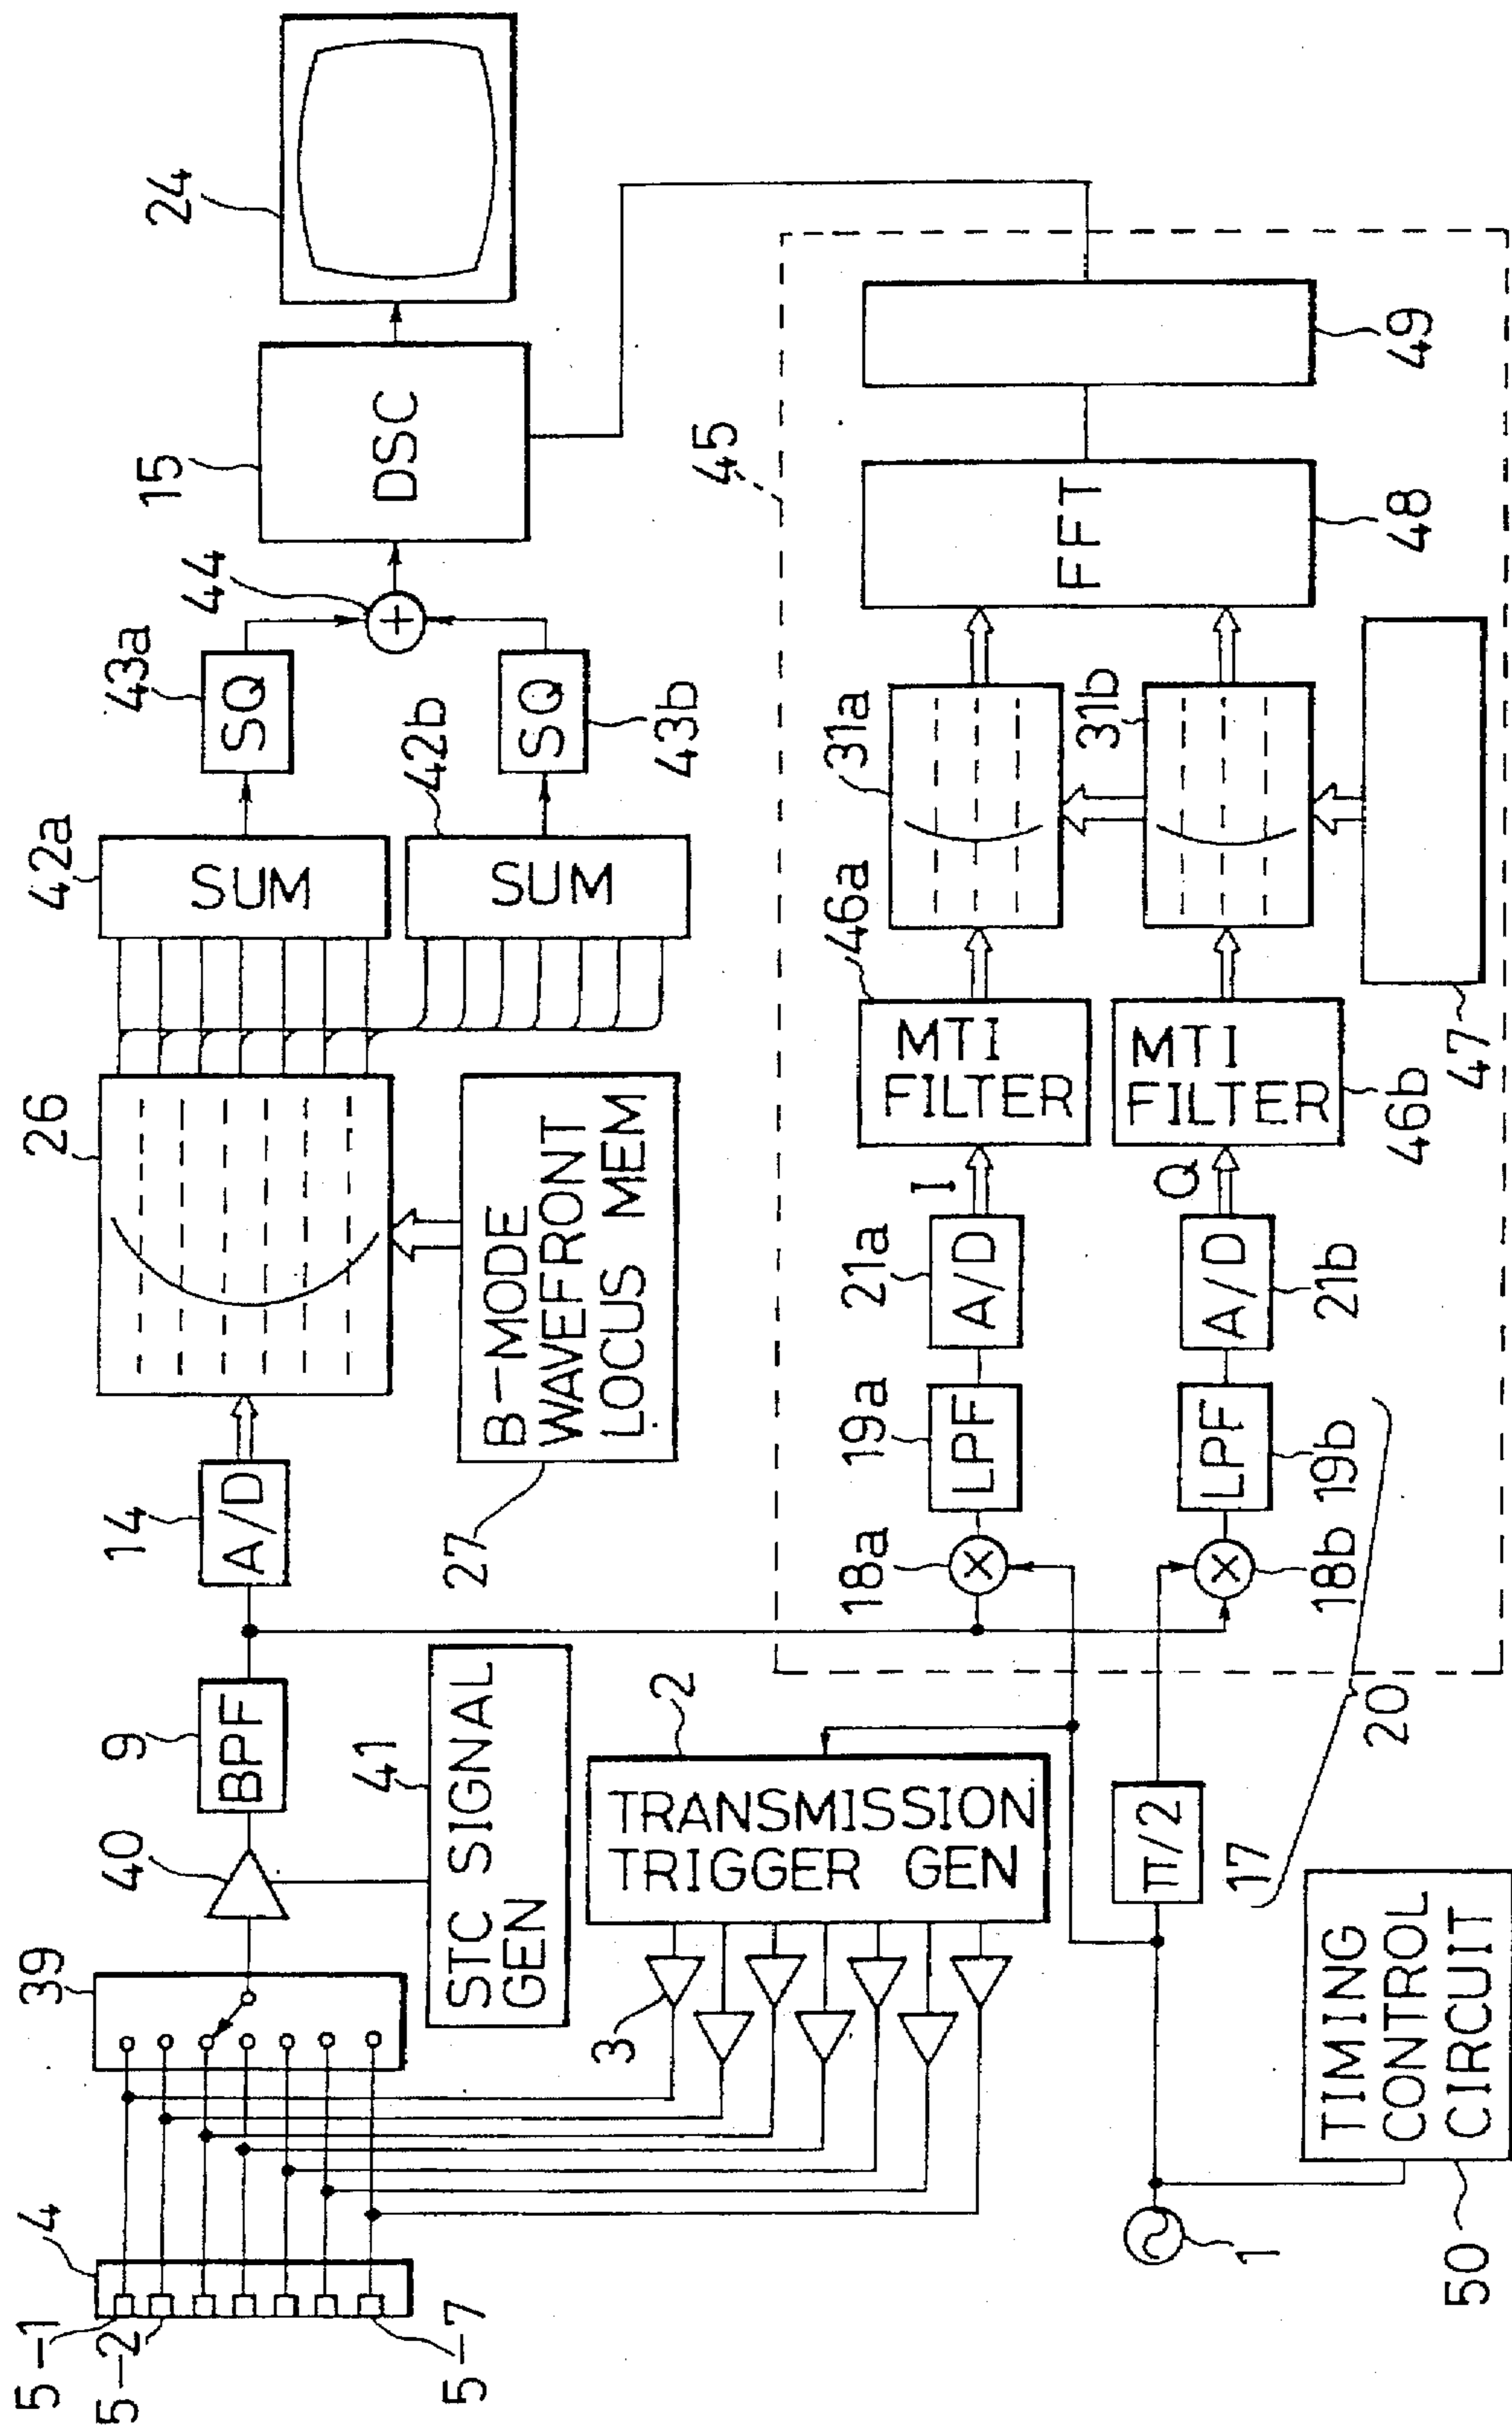 5-1
5-2
5-7
4
39
40
9
BPF
14
A/D
26
42a
SUM
42b
SUM
43a
SQ
43b
SQ
44
+
15
DSC
24
41
STC SIGNAL
GEN
27
B-MODE
WAVEFRONT
LOCUS MEM
3
2
TRANSMISSION
TRIGGER GEN
45
18a
×
19a
LPF
21a
A/D
I
46a
MTI
FILTER
31a
18b
×
19b
LPF
21b
A/D
Q
46b
MTI
FILTER
31b
47
FFT
48
49
π/2
17
20
1
50
TIMING
CONTROL
CIRCUIT